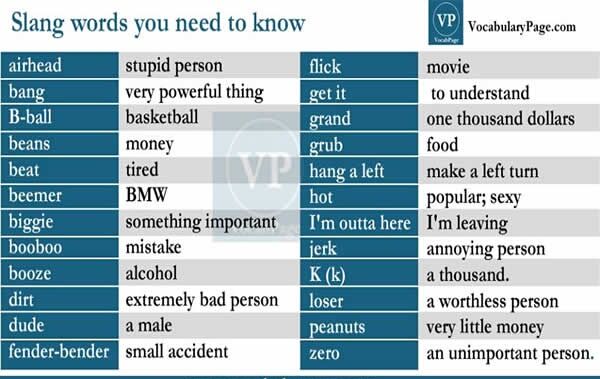 Slang words you need to know
VP
VocabPage
VocabularyPage.com
airhead stupid person
bang very powerful thing
B-ball basketball
beans money
beat tired
beemer BMW
biggie something important
booboo mistake
booze alcohol
dirt extremely bad person
dude a male
fender-bender small accident
flick movie
get it to understand
grand one thousand dollars
grub food
hang a left make a left turn
hot popular; sexy
I'm outta here I'm leaving
jerk annoying person
K (k) a thousand.
loser a worthless person
peanuts very little money
zero an unimportant person.
VP